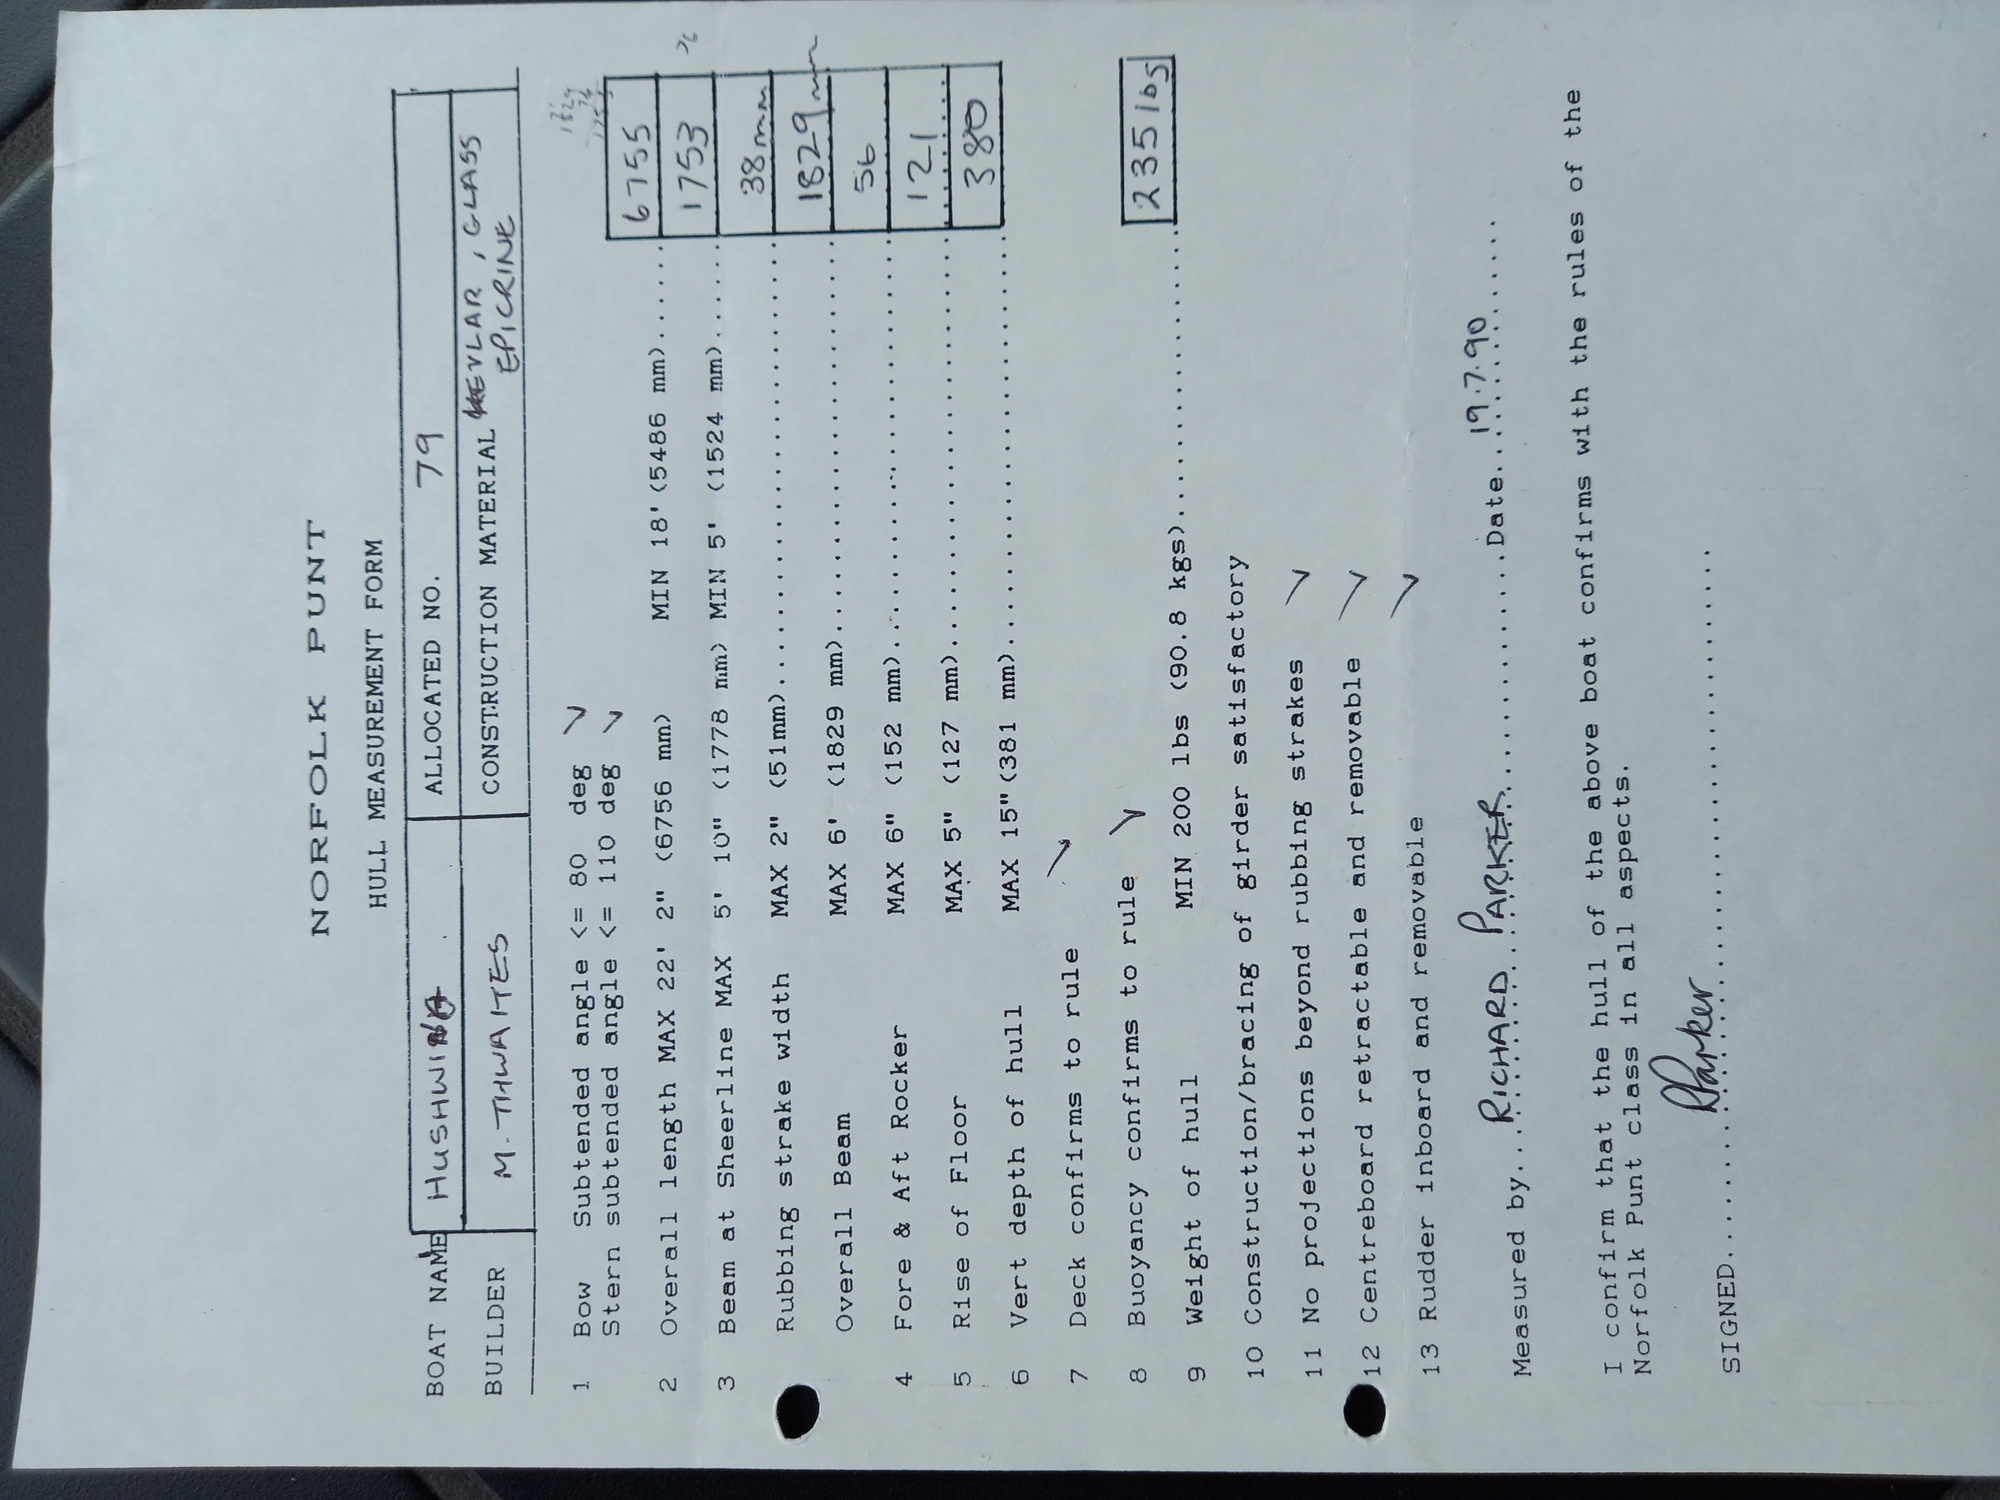 NORFOLK PUNT
HULL MEASUREMENT FORM
BOAT NAME HUSHWING ALLOCATED NO. 79
BUILDER M. THWAITES CONSTRUCTION MATERIAL KEVLAR, GLASS
EPICRINE
1 Bow Subtended angle <= 80 deg ✓
Stern subtended angle <= 110 deg ✓
1829
76
1753
2 Overall length MAX 22' 2" (6756 mm) MIN 18' (5486 mm)...... 6755
3 Beam at Sheerline MAX 5' 10" (1778 mm) MIN 5' (1524 mm)...... 1753
Rubbing strake width MAX 2" (51mm)......................... 38mm
Overall Beam MAX 6' (1829 mm)...................... 1829mm
4 Fore & Aft Rocker MAX 6" (152 mm)....................... 56
5 Rise of Floor MAX 5" (127 mm)....................... 121
6 Vert depth of hull MAX 15" (381 mm)....................... 380
7 Deck confirms to rule ✓
8 Buoyancy confirms to rule ✓
9 Weight of hull MIN 200 lbs (90.8 kgs)................. 235 lbs
10 Construction/bracing of girder satisfactory
11 No projections beyond rubbing strakes ✓
12 Centreboard retractable and removable ✓
13 Rudder inboard and removable ✓
Measured by... RICHARD PARKER .............Date.. 19.7.90 ....
I confirm that the hull of the above boat confirms with the rules of the
Norfolk Punt class in all aspects.
SIGNED....... RParker ..................